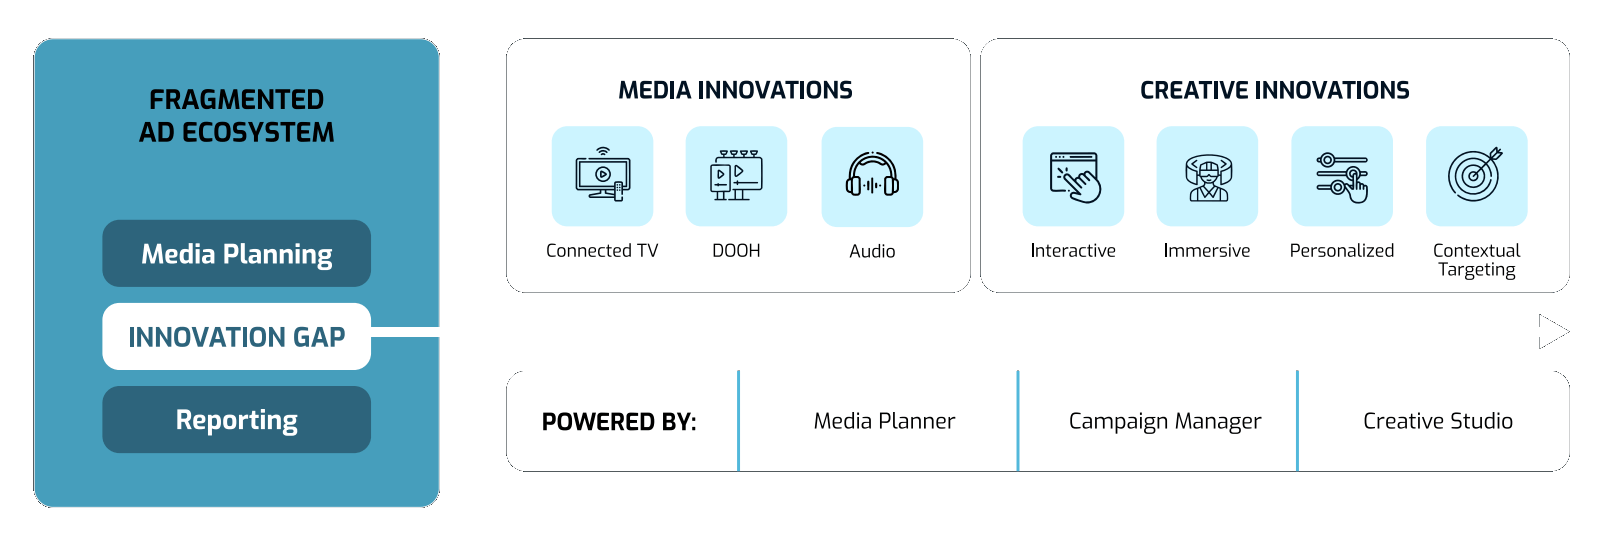 FRAGMENTED
AD ECOSYSTEM
Media Planning
INNOVATION GAP
Reporting
MEDIA INNOVATIONS
Connected TV
DOOH
Audio
CREATIVE INNOVATIONS
Interactive
Immersive
Personalized
Contextual
Targeting
POWERED BY:
Media Planner
Campaign Manager
Creative Studio